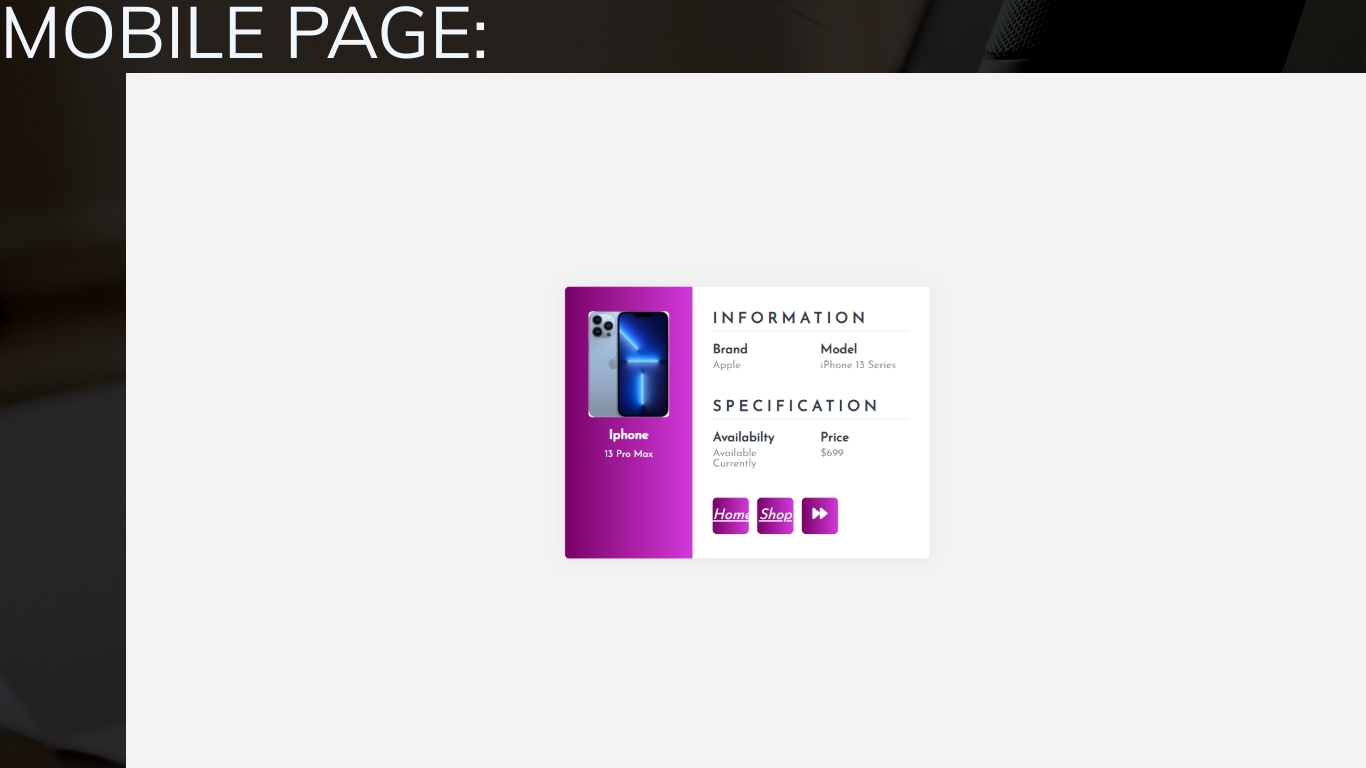 MOBILE PAGE:
Iphone
13 Pro Max
INFORMATION
Brand Model
Apple iPhone 13 Series
SPECIFICATION
Availabilty Price
Available $699
Currently
Home Shop